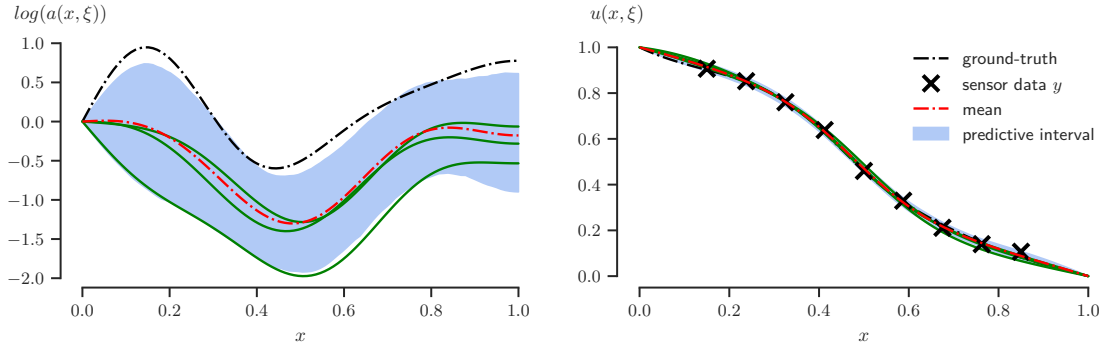 log(a(x, ξ))
1.0
0.5
0.0
−0.5
−1.0
−1.5
−2.0
0.0 0.2 0.4 0.6 0.8 1.0
x
u(x, ξ)
1.0
0.8
0.6
0.4
0.2
0.0
0.0 0.2 0.4 0.6 0.8 1.0
x
ground-truth
sensor data y
mean
predictive interval